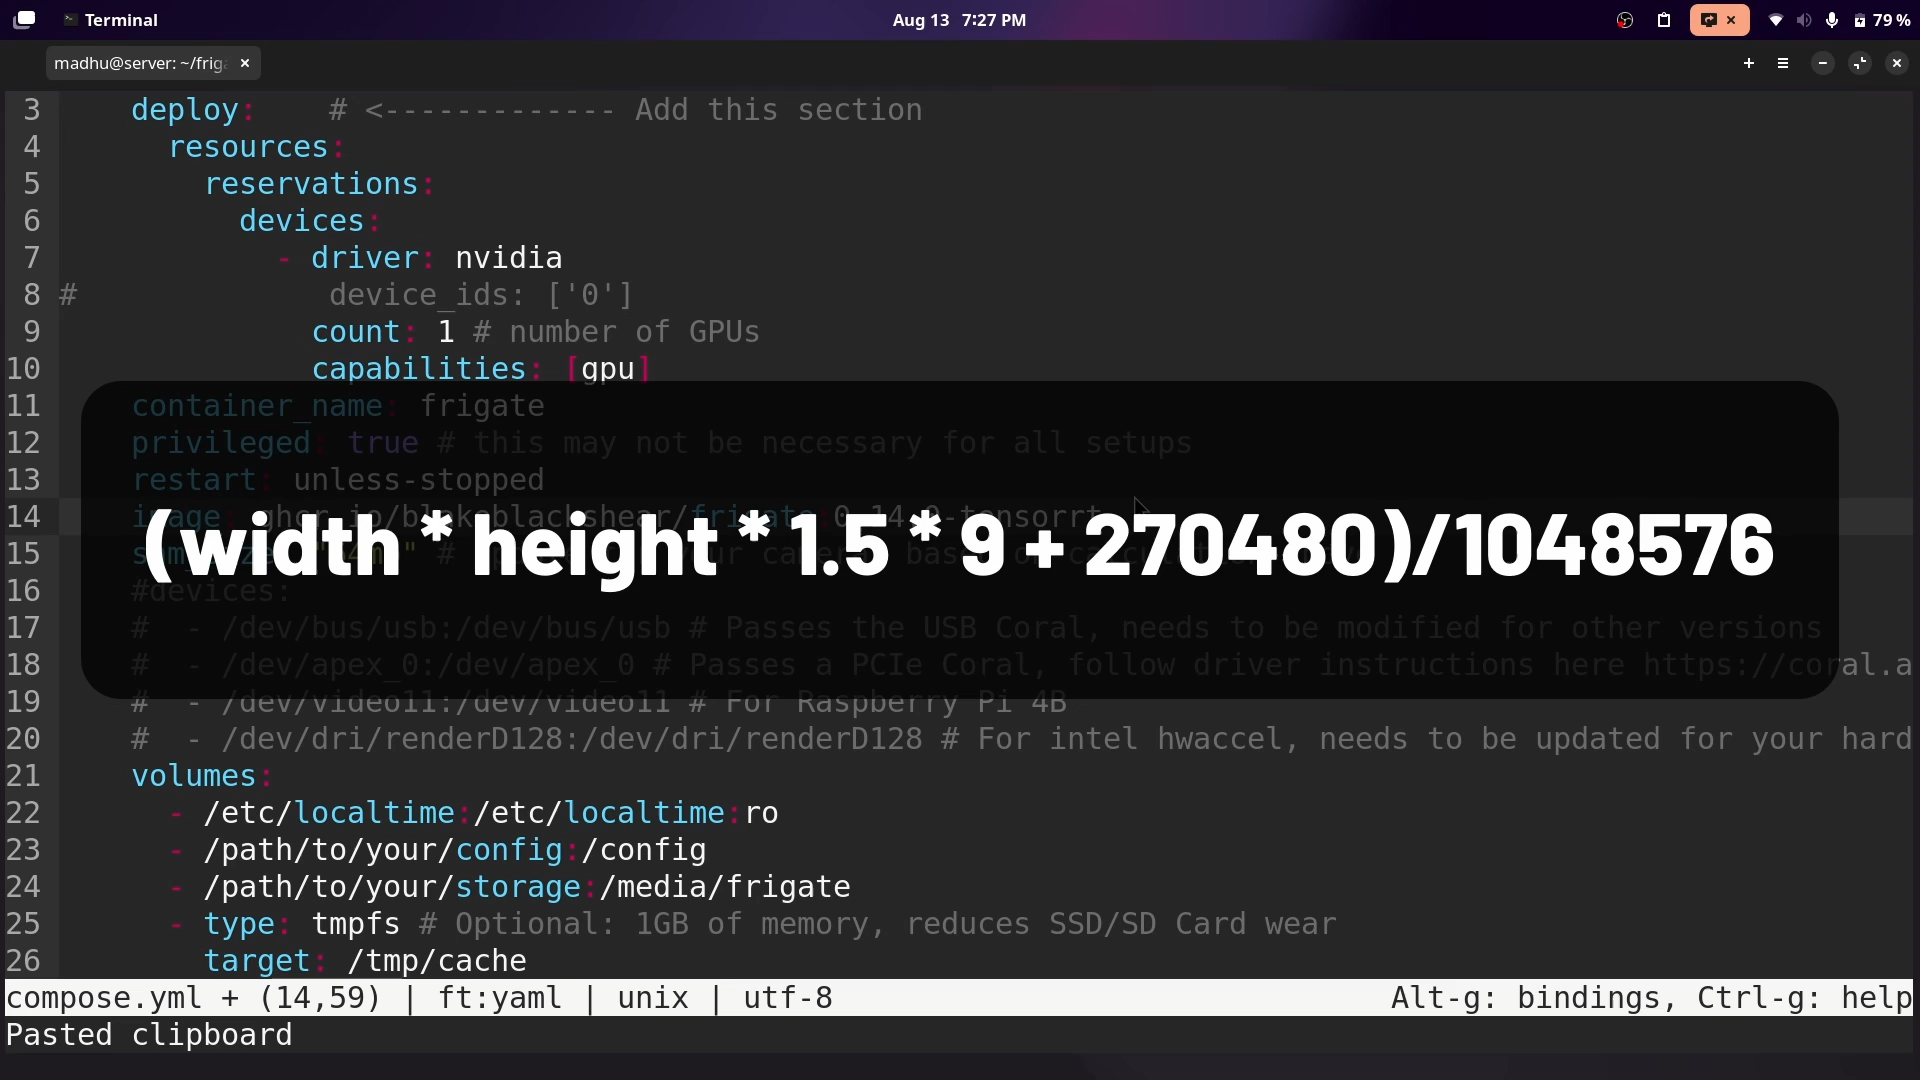 Terminal
Aug 13 7:27 PM
79 %
madhu@server: ~/frig
3 deploy: # <------------- Add this section
4 resources:
5 reservations:
6 devices:
7 - driver: nvidia
8 # device_ids: ['0']
9 count: 1 # number of GPUs
10 capabilities: [gpu]
11 container_name: frigate
12 privileged: true # this may not be necessary for all setups
13 restart: unless-stopped
14 image: ghcr.io/blakeblackshear/frigate:0.14.0-tensorrt
(width * height * 1.5 * 9 + 270480)/1048576
15
16 #devices:
17 # - /dev/bus/usb:/dev/bus/usb # Passes the USB Coral, needs to be modified for other versions
18 # - /dev/apex_0:/dev/apex_0 # Passes a PCIe Coral, follow driver instructions here https://coral.a
19 # - /dev/video11:/dev/video11 # For Raspberry Pi 4B
20 # - /dev/dri/renderD128:/dev/dri/renderD128 # For intel hwaccel, needs to be updated for your hard
21 volumes:
22 - /etc/localtime:/etc/localtime:ro
23 - /path/to/your/config:/config
24 - /path/to/your/storage:/media/frigate
25 - type: tmpfs # Optional: 1GB of memory, reduces SSD/SD Card wear
26 target: /tmp/cache
compose.yml + (14,59) | ft:yaml | unix | utf-8 Alt-g: bindings, Ctrl-g: help
Pasted clipboard